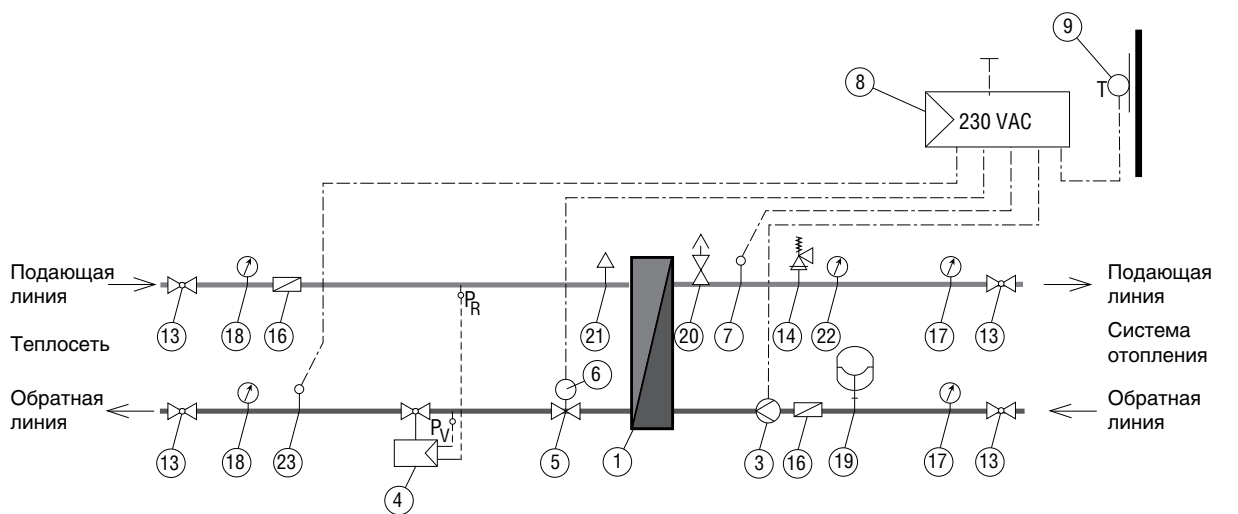 9
8
T
230 VAC
Подающая
линия
13
18
16
P R
21
20
7
14
22
17
13
Подающая
линия
Теплосеть
Система
отопления
6
Обратная
линия
13
18
23
P V
4
5
1
3
16
19
17
13
Обратная
линия